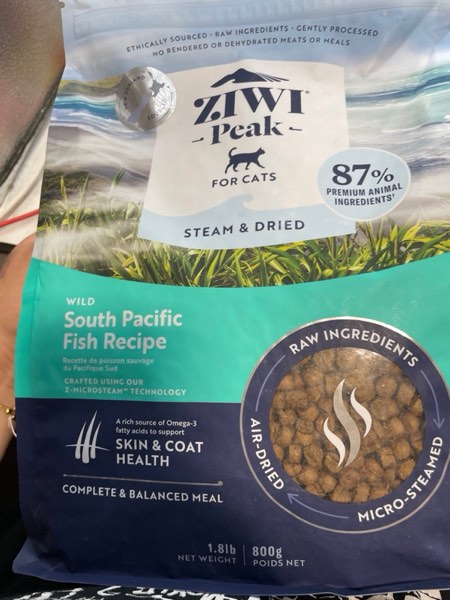 ETHICALLY SOURCED • RAW INGREDIENTS • GENTLY PROCESSED
NO RENDERED OR DEHYDRATED MEATS OR MEALS
ZIWI®
Peak
FOR CATS
87%
PREMIUM ANIMAL
INGREDIENTS†
STEAM & DRIED
WILD
South Pacific
Fish Recipe
Recette de poisson sauvage
du Pacifique Sud
CRAFTED USING OUR
Z-MICROSTEAM™ TECHNOLOGY
A rich source of Omega-3
fatty acids to support
SKIN & COAT
HEALTH
COMPLETE & BALANCED MEAL
RAW INGREDIENTS
AIR-DRIED
MICRO-STEAMED
1.8lb
NET WEIGHT
800g
POIDS NET